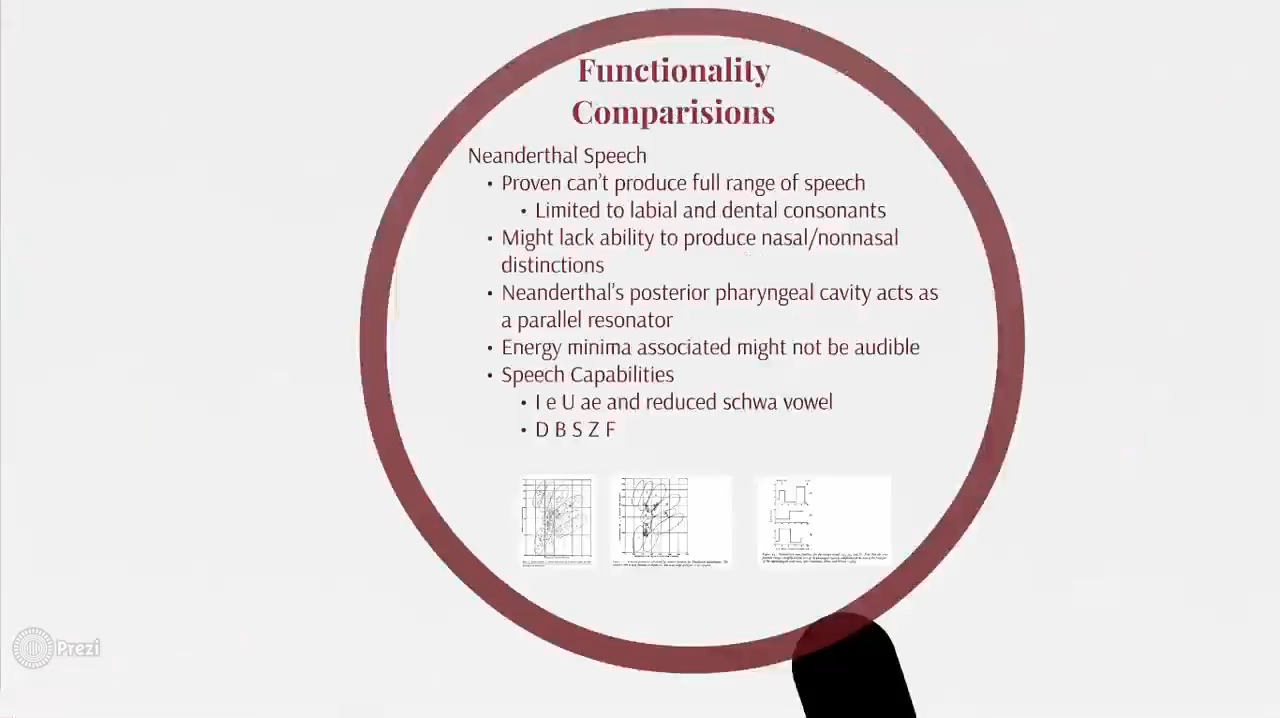 Functionality
Comparisions
Neanderthal Speech
• Proven can't produce full range of speech
• Limited to labial and dental consonants
• Might lack ability to produce nasal/nonnasal
distinctions
• Neanderthal's posterior pharyngeal cavity acts as
a parallel resonator
• Energy minima associated might not be audible
• Speech Capabilities
• I e U ae and reduced schwa vowel
• D B S Z F
Prezi